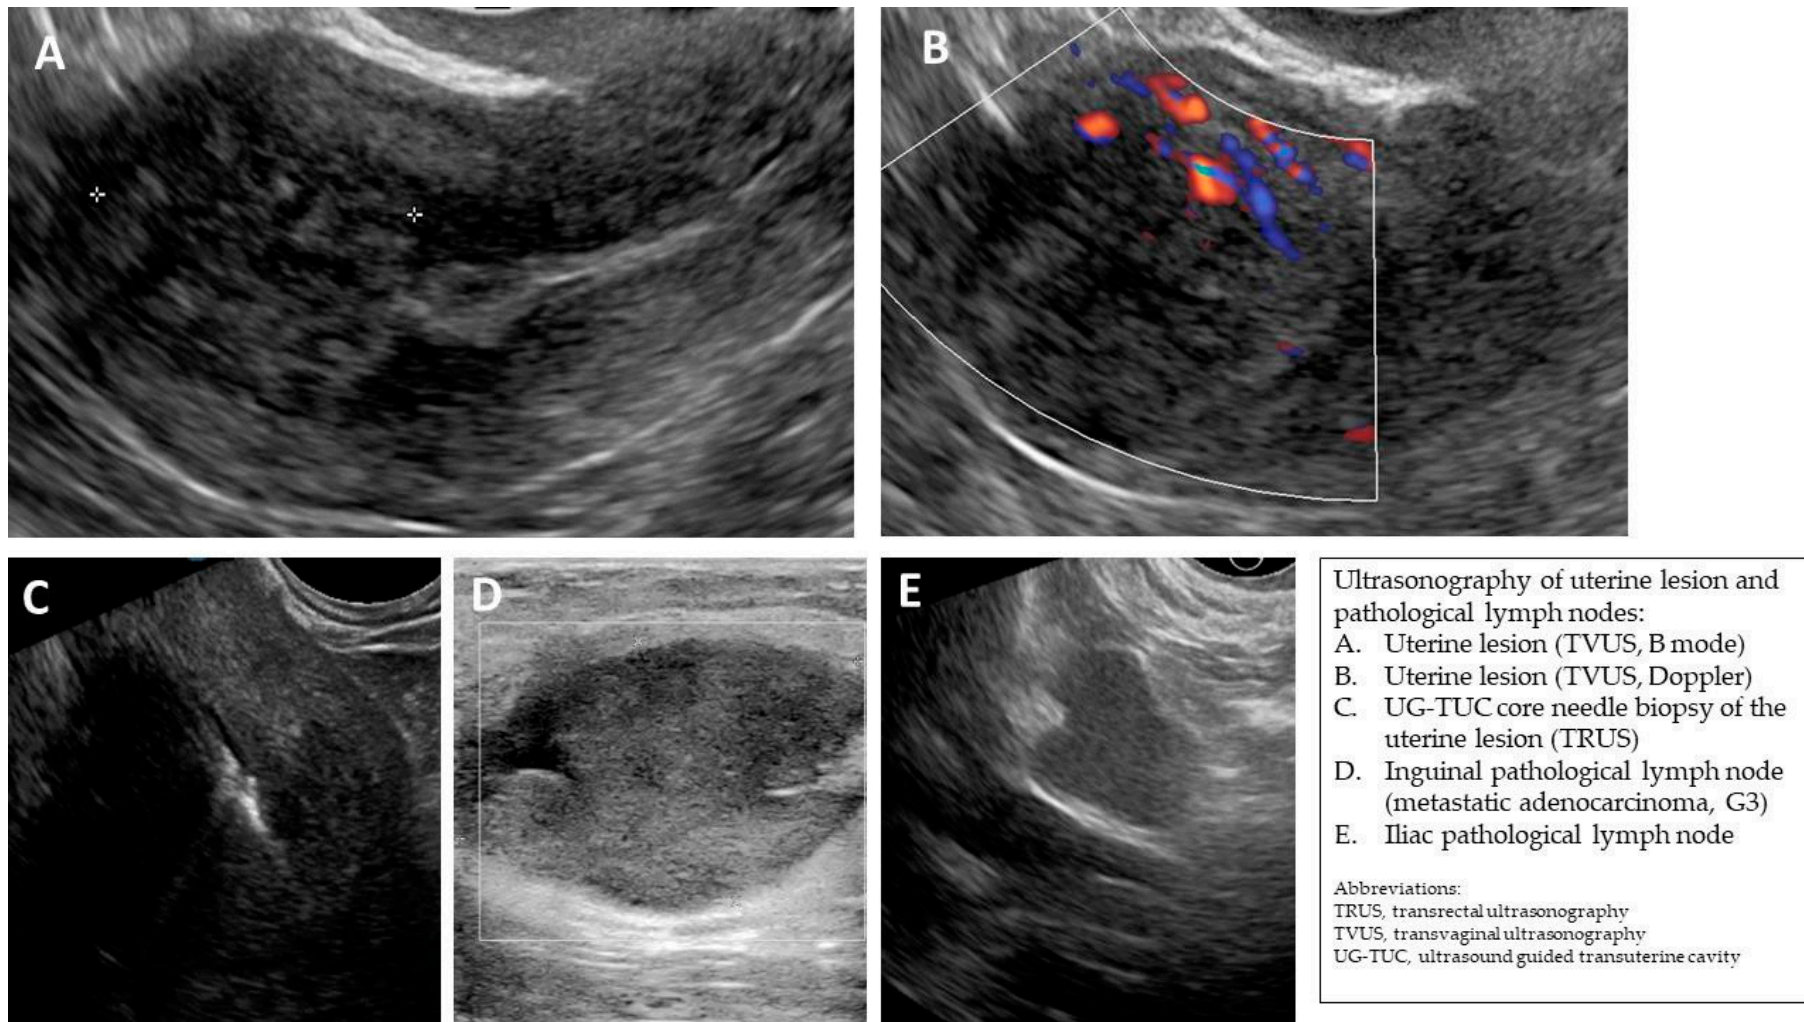 A
B
C
D
E
Ultrasonography of uterine lesion and
pathological lymph nodes:
A. Uterine lesion (TVUS, B mode)
B. Uterine lesion (TVUS, Doppler)
C. UG-TUC core needle biopsy of the
uterine lesion (TRUS)
D. Inguinal pathological lymph node
(metastatic adenocarcinoma, G3)
E. Iliac pathological lymph node
Abbreviations:
TRUS, transrectal ultrasonography
TVUS, transvaginal ultrasonography
UG-TUC, ultrasound guided transuterine cavity